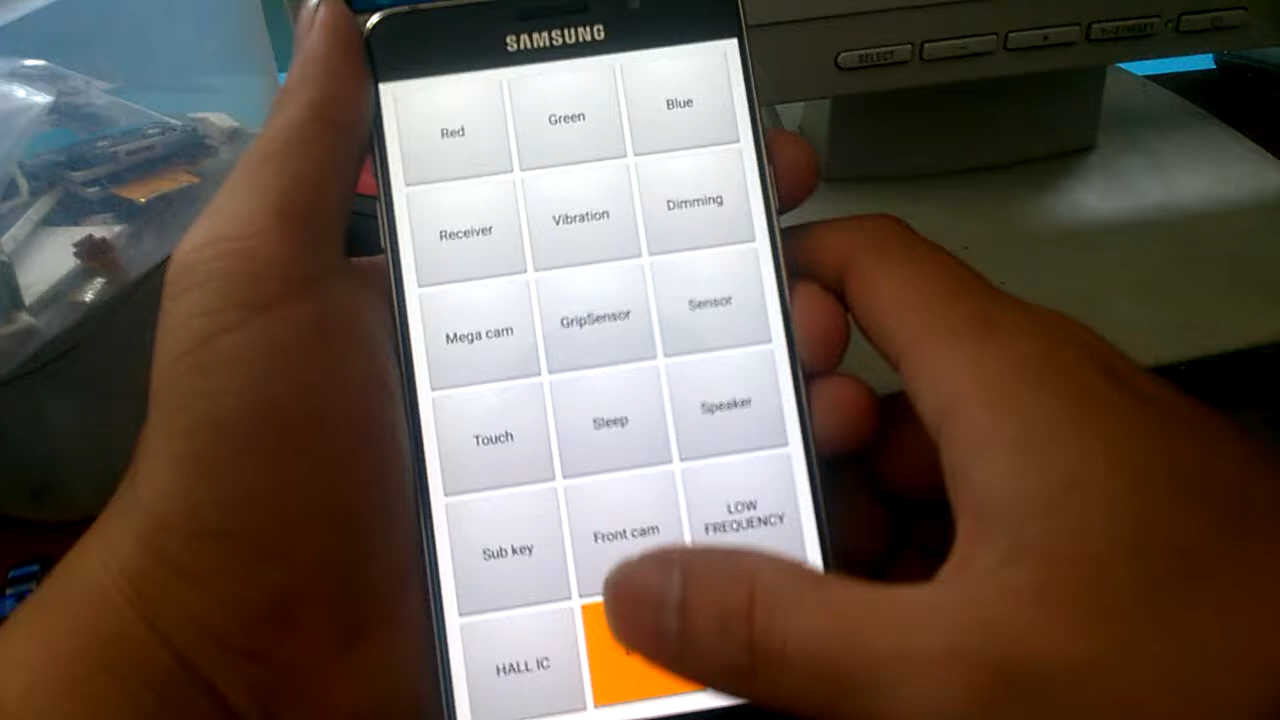 SAMSUNG
SELECT
Red
Green
Blue
Receiver
Vibration
Dimming
Mega cam
GripSensor
Sensor
Touch
Sleep
Speaker
Sub key
Front cam
LOW
FREQUENCY
HALL IC